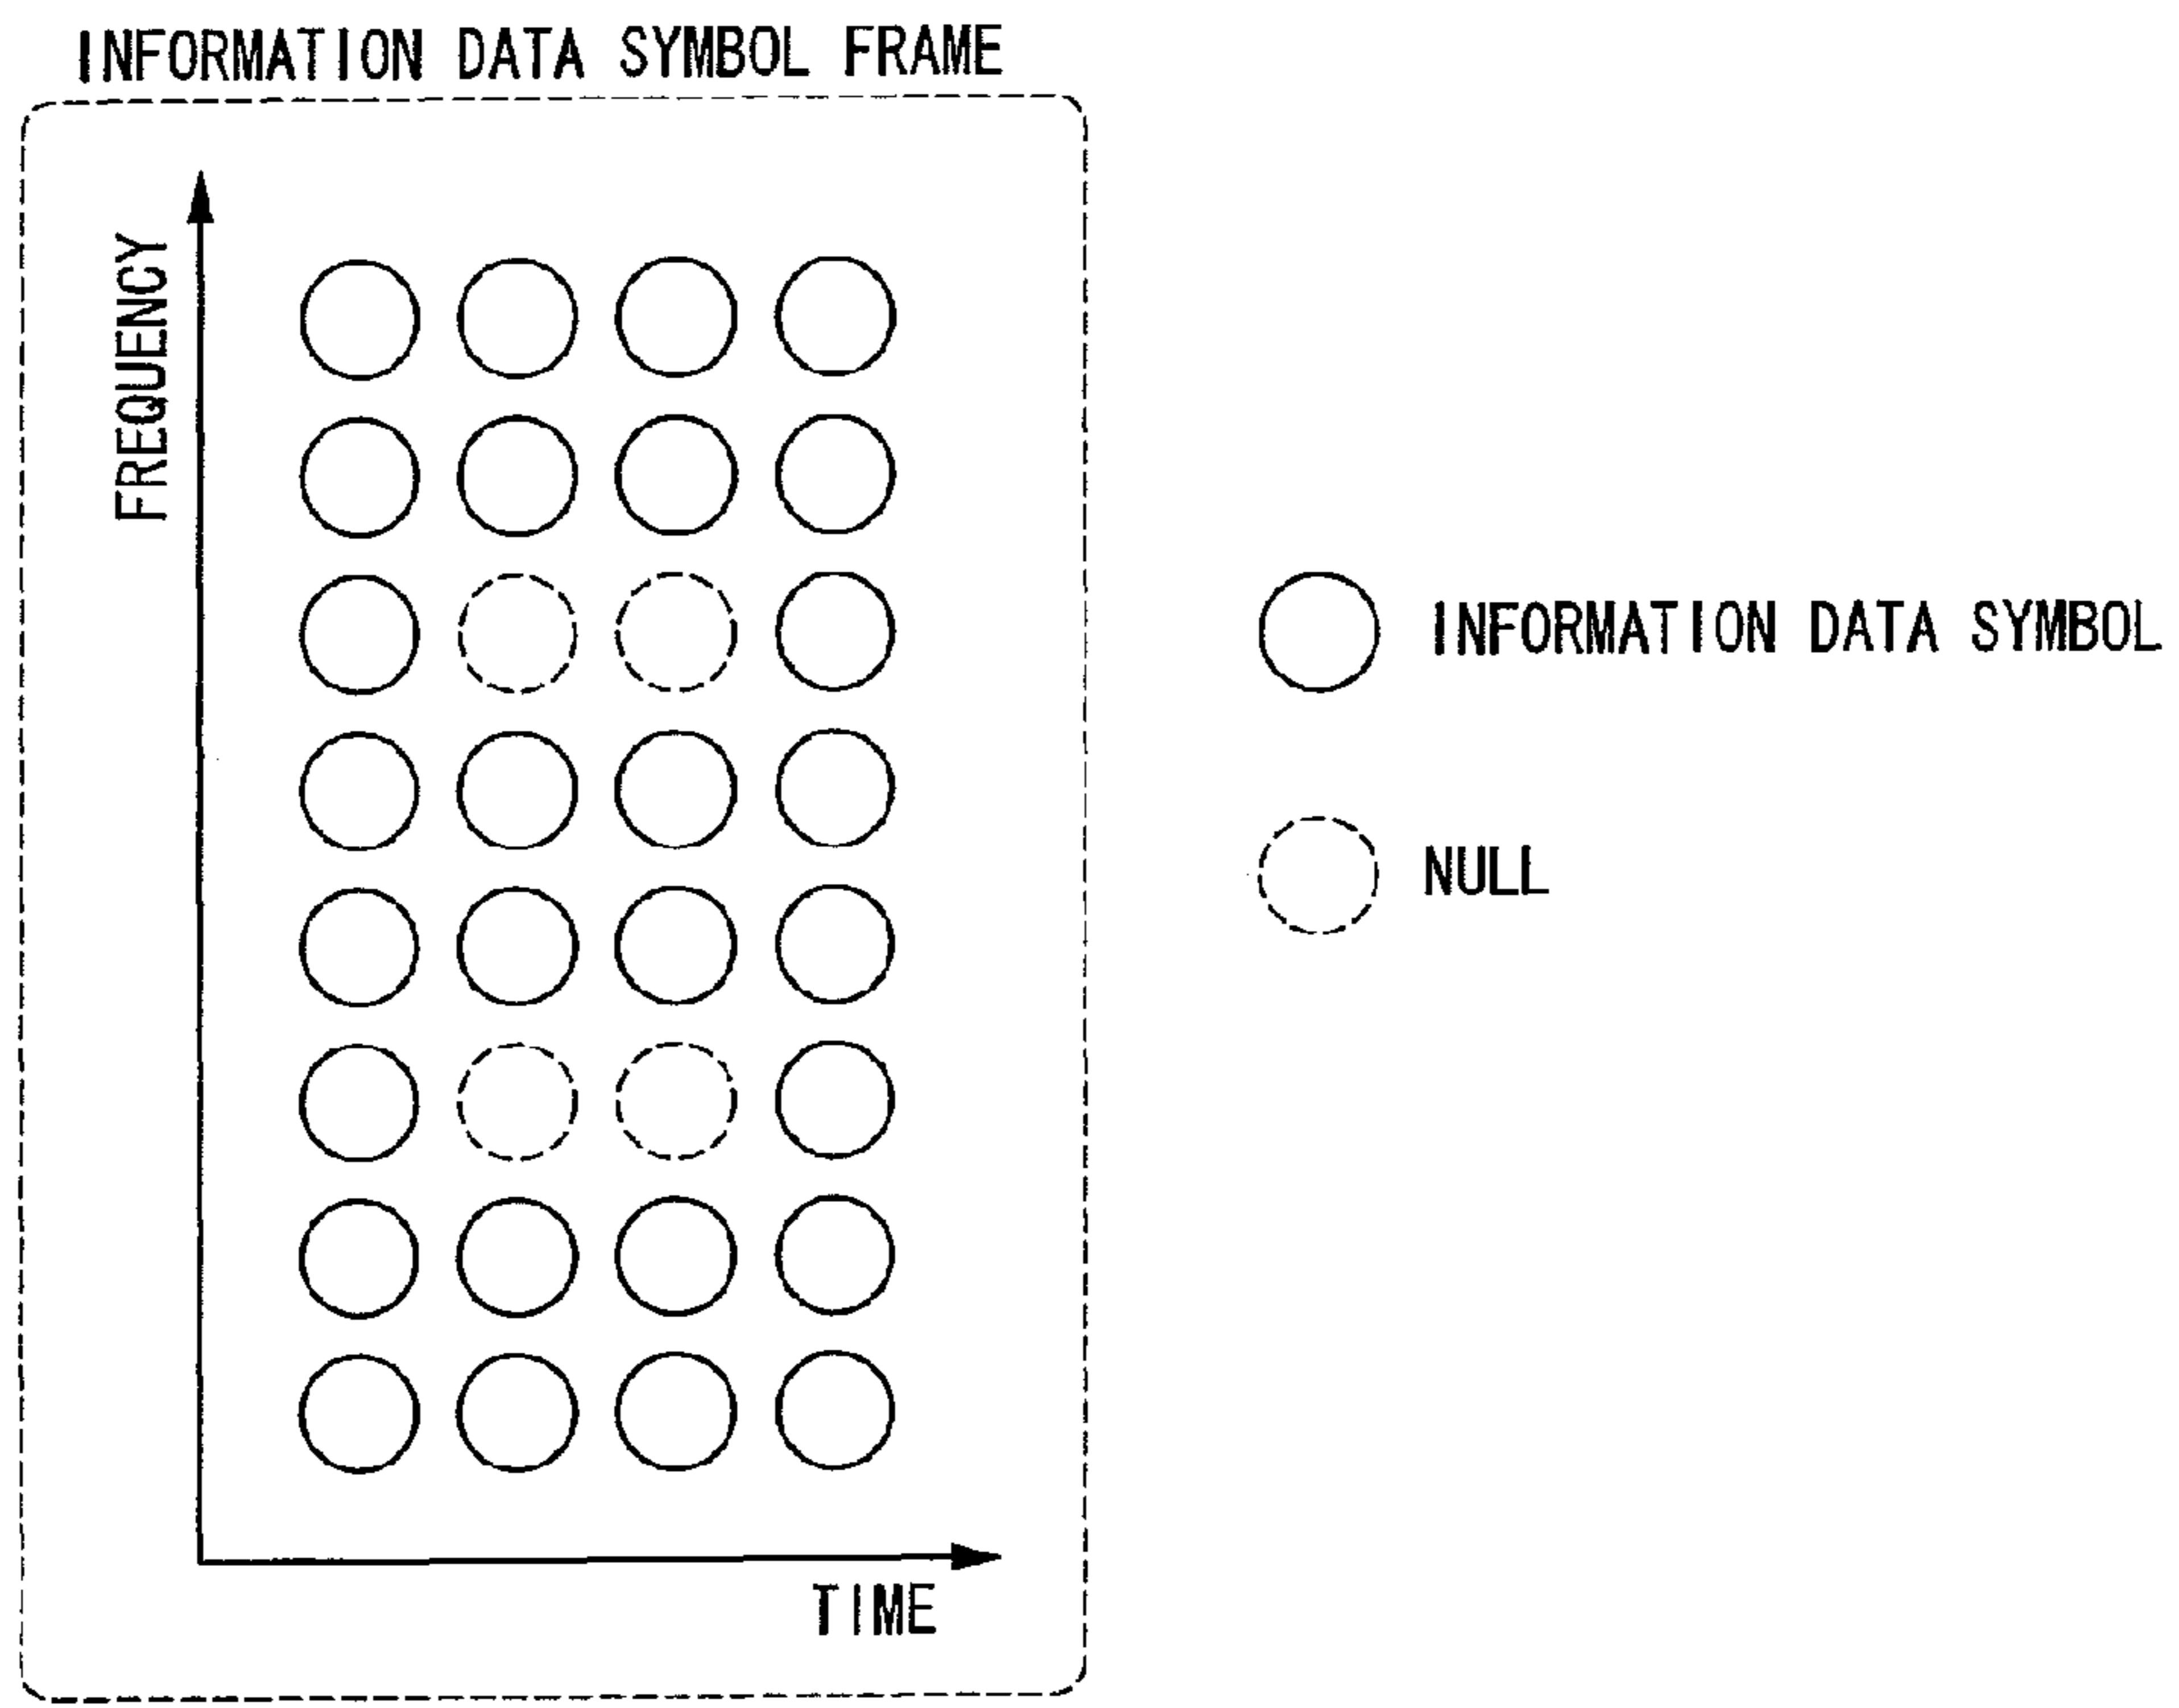 INFORMATION DATA SYMBOL FRAME
FREQUENCY
TIME
INFORMATION DATA SYMBOL
NULL